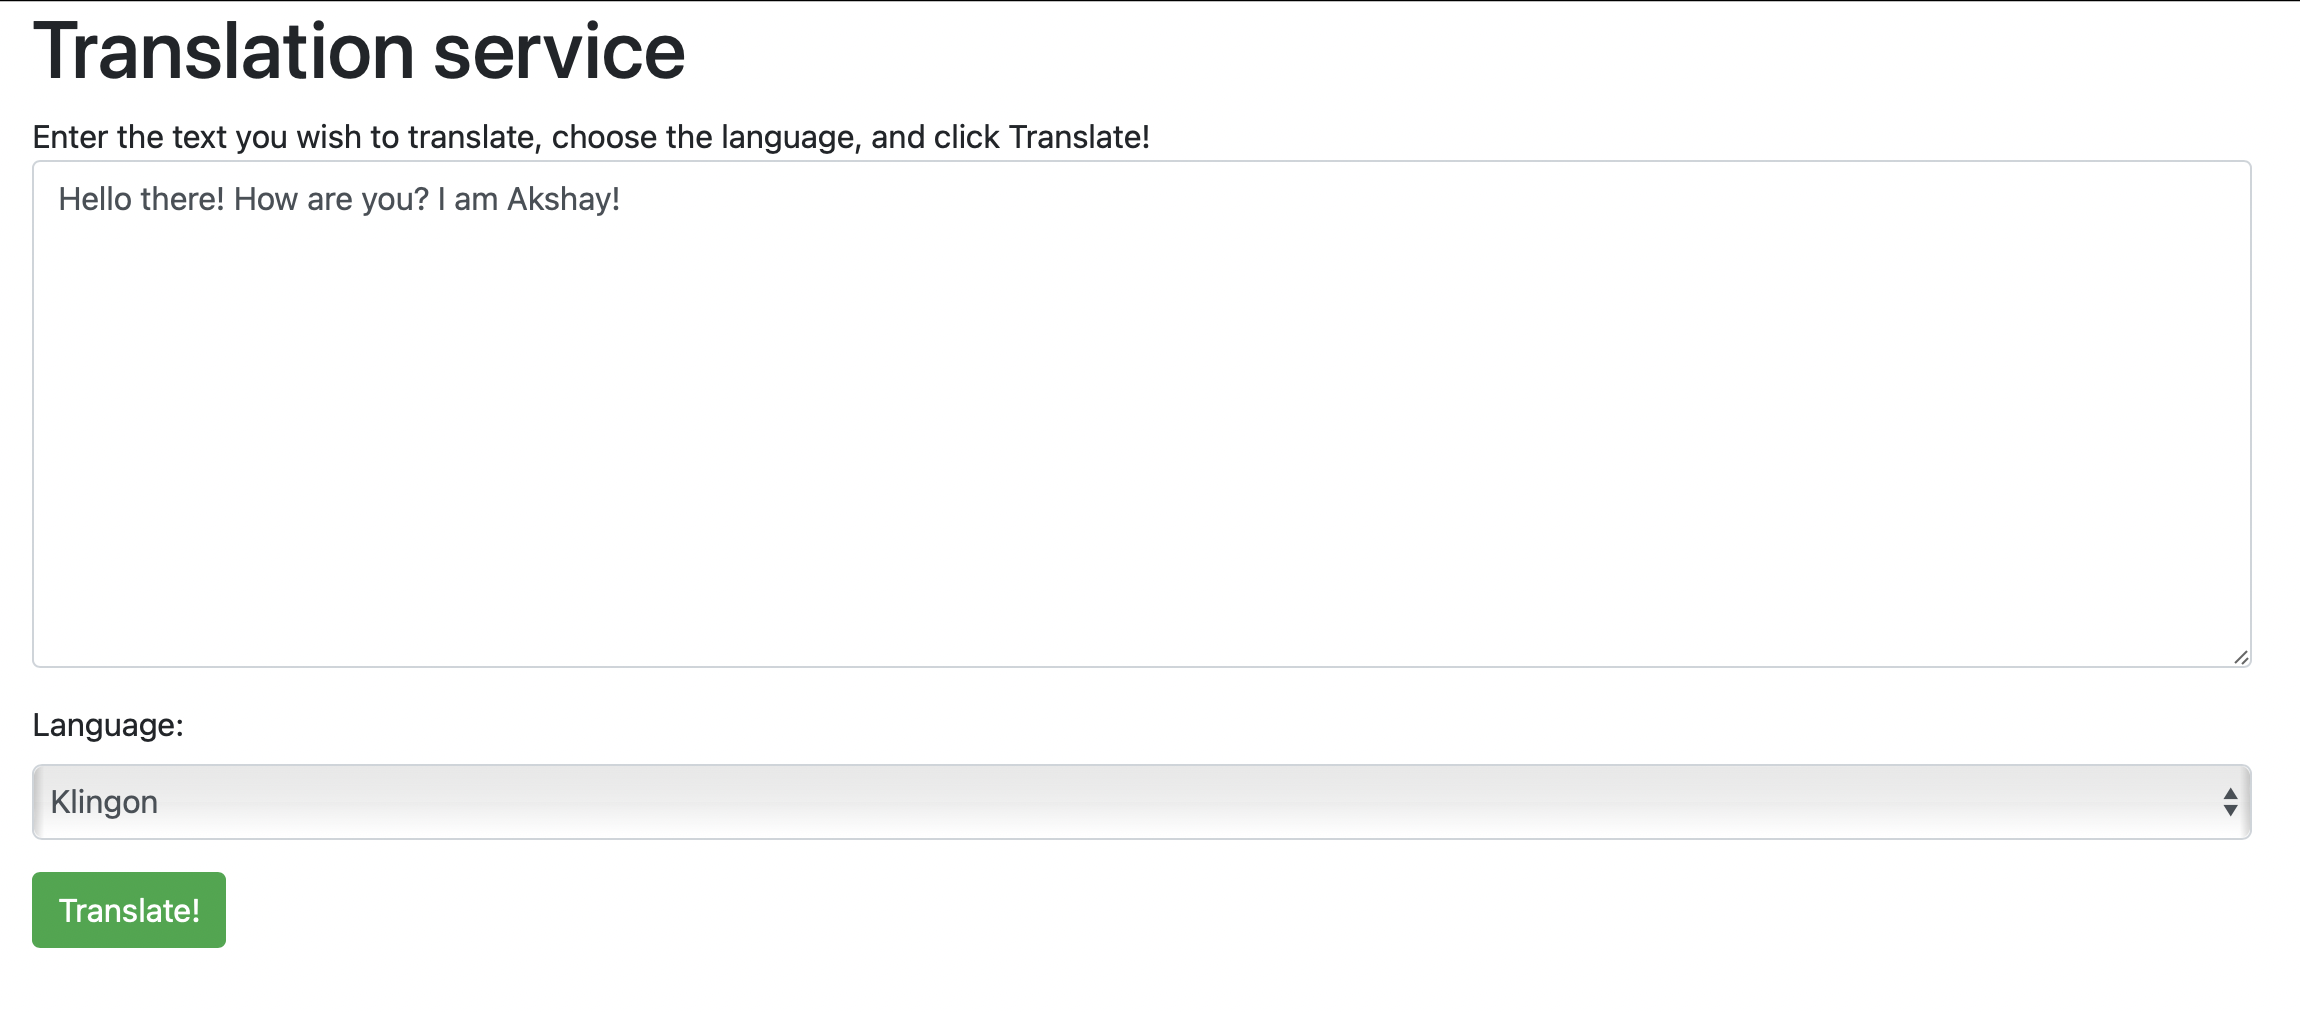 Translation service
Enter the text you wish to translate, choose the language, and click Translate!
Hello there! How are you? I am Akshay!
Language:
Klingon
Translate!